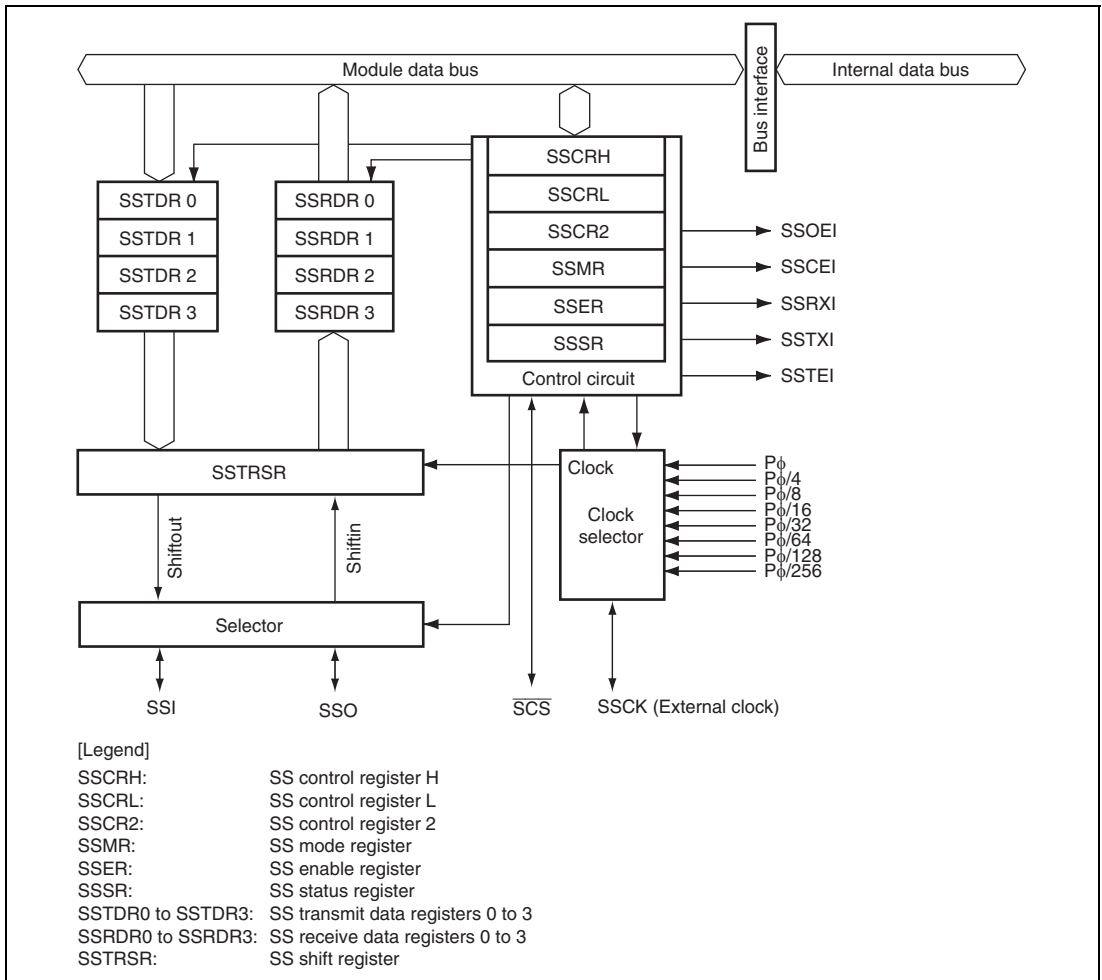 Module data bus
Bus interface
Internal data bus
SSTDR 0
SSTDR 1
SSTDR 2
SSTDR 3
SSRDR 0
SSRDR 1
SSRDR 2
SSRDR 3
SSCRH
SSCRL
SSCR2
SSMR
SSER
SSSR
Control circuit
SSOEI
SSCEI
SSRXI
SSTXI
SSTEI
SSTRSR
Clock
Clock
selector
Pϕ
Pϕ/4
Pϕ/8
Pϕ/16
Pϕ/32
Pϕ/64
Pϕ/128
Pϕ/256
Shiftout
Shiftin
Selector
SSI
SSO
S̅C̅S̅
SSCK (External clock)
[Legend]
SSCRH: SS control register H
SSCRL: SS control register L
SSCR2: SS control register 2
SSMR: SS mode register
SSER: SS enable register
SSSR: SS status register
SSTDR0 to SSTDR3: SS transmit data registers 0 to 3
SSRDR0 to SSRDR3: SS receive data registers 0 to 3
SSTRSR: SS shift register